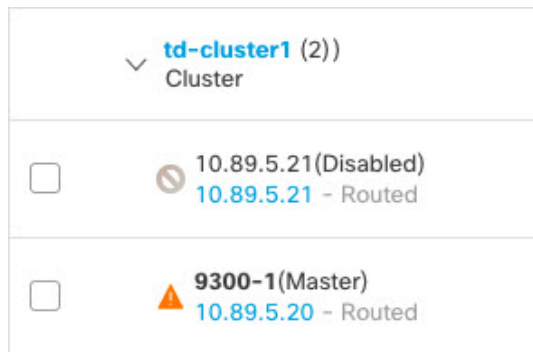 td-cluster1 (2))
Cluster
10.89.5.21(Disabled)
10.89.5.21 - Routed
9300-1(Master)
10.89.5.20 - Routed